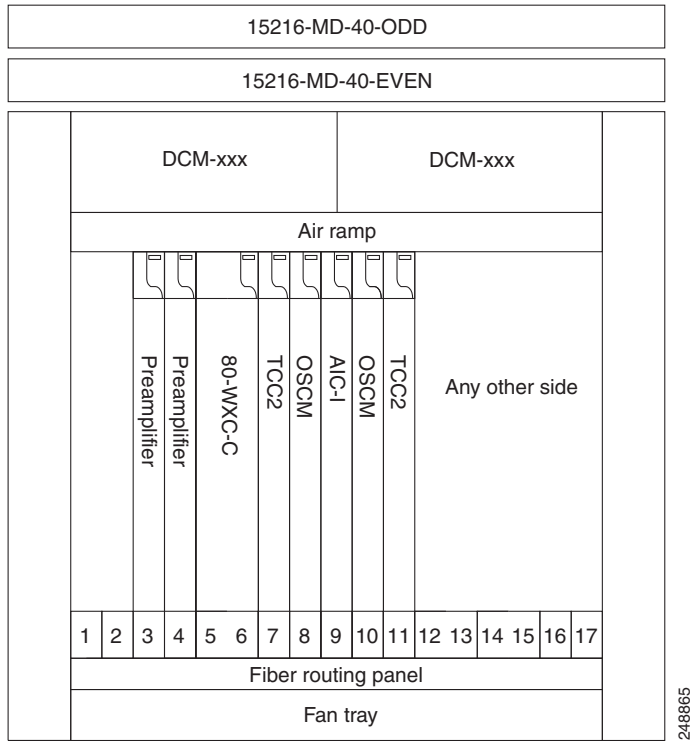 15216-MD-40-ODD
15216-MD-40-EVEN
DCM-xxx DCM-xxx
Air ramp
Preamplifier
Preamplifier
80-WXC-C
TCC2
OSCM
AIC-I
OSCM
TCC2
Any other side
1 2 3 4 5 6 7 8 9 10 11 12 13 14 15 16 17
Fiber routing panel
Fan tray
248865